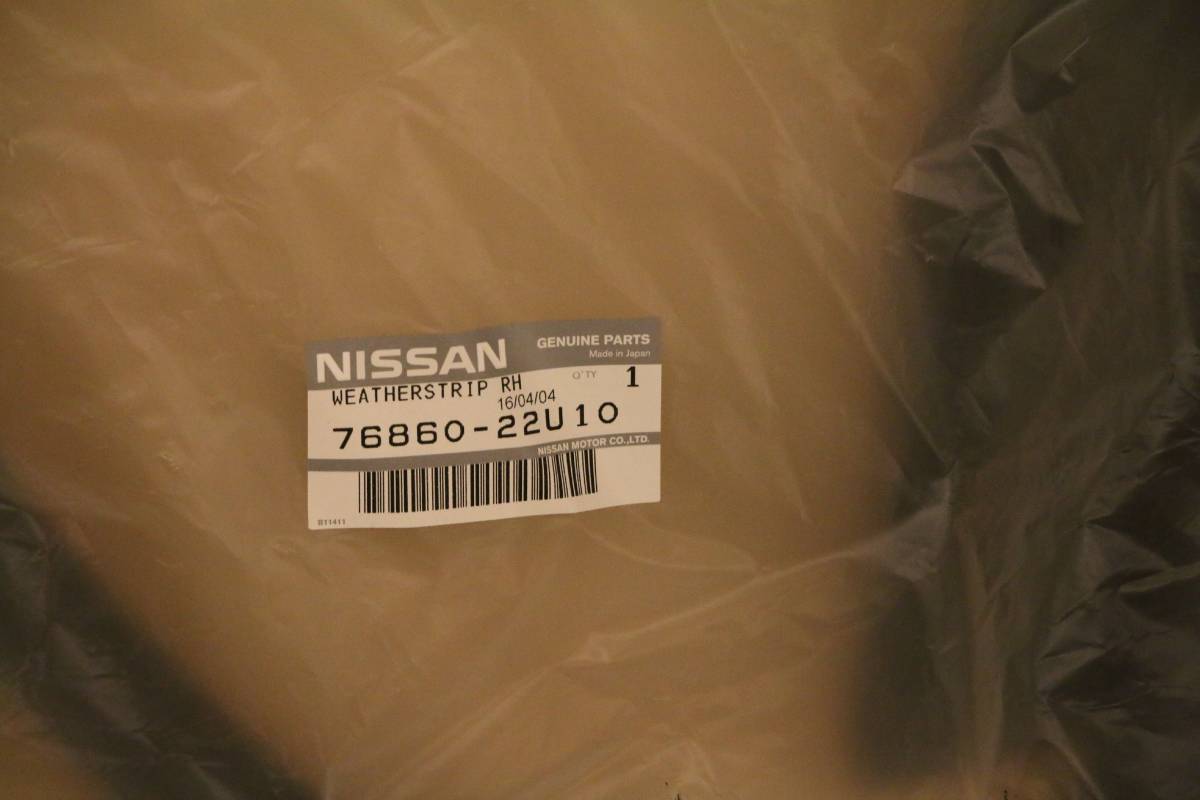 NISSAN
GENUINE PARTS
Made in Japan
WEATHERSTRIP RH
Q'TY 1
16/04/04
76860-22U10
NISSAN MOTOR CO.,LTD.
B11411